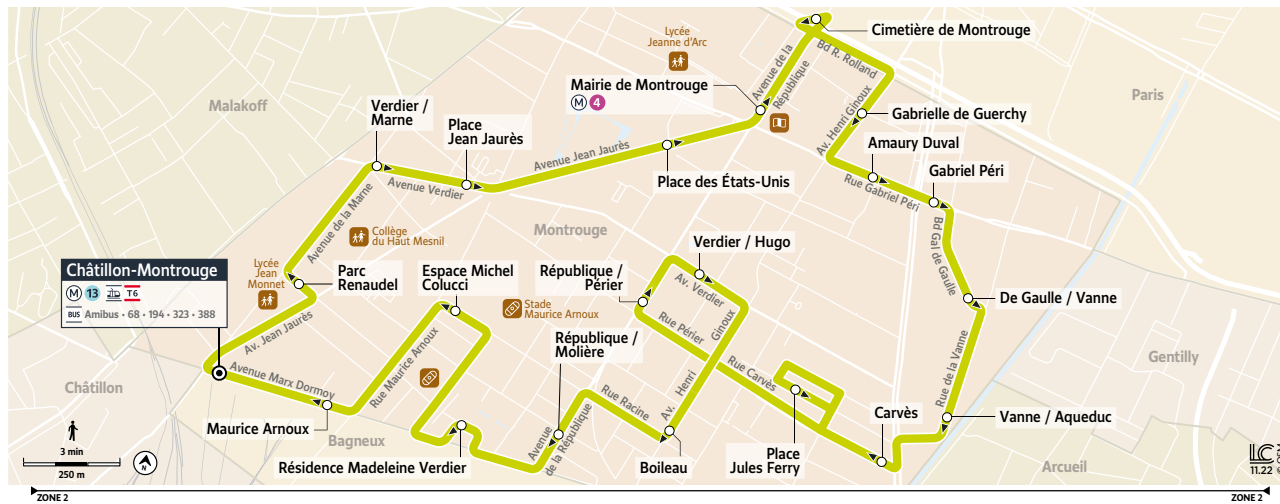 Cimetière de Montrouge
Lycée
Jeanne d'Arc
Avenue de la
République
Bd R. Rolland
Mairie de Montrouge
M 4
Malakoff
Paris
Verdier /
Marne
Place
Jean Jaurès
Av. Henri Ginoux
Gabrielle de Guerchy
Amaury Duval
Gabriel Péri
Avenue Jean Jaurès
Avenue Verdier
Place des États-Unis
Rue Gabriel Péri
Avenue de la Marne
Collège
du Haut Mesnil
Montrouge
Bd Gal de Gaulle
Verdier / Hugo
Châtillon-Montrouge
M 13 T6
BUS Amibus • 68 • 194 • 323 • 388
Lycée
Jean
Monnet
Parc
Renaudel
Espace Michel
Colucci
République /
Périer
Av. Verdier
Stade
Maurice Arnoux
De Gaulle / Vanne
Av. Jean Jaurès
Rue Maurice Arnoux
République /
Molière
Rue Périer
Av. Henri
Ginoux
Rue de la Vanne
Gentilly
Châtillon
Avenue Marx Dormoy
Rue Carvès
Rue Racine
Maurice Arnoux
Bagneux
Avenue
de la République
Carvès
Vanne / Aqueduc
Résidence Madeleine Verdier
Boileau
Place
Jules Ferry
Arcueil
3 min
250 m
N
LC
11.22
ZONE 2
ZONE 2